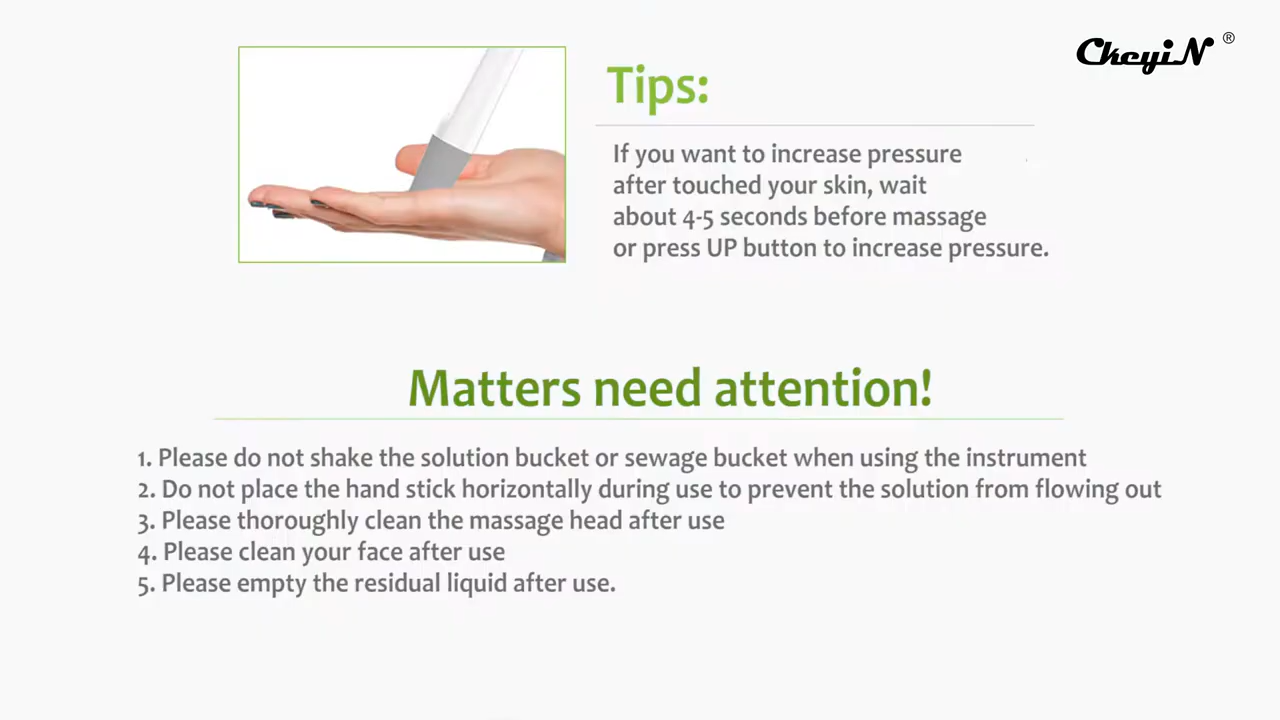 CkeyiN ®
Tips:
If you want to increase pressure
after touched your skin, wait
about 4-5 seconds before massage
or press UP button to increase pressure.
Matters need attention!
1. Please do not shake the solution bucket or sewage bucket when using the instrument
2. Do not place the hand stick horizontally during use to prevent the solution from flowing out
3. Please thoroughly clean the massage head after use
4. Please clean your face after use
5. Please empty the residual liquid after use.